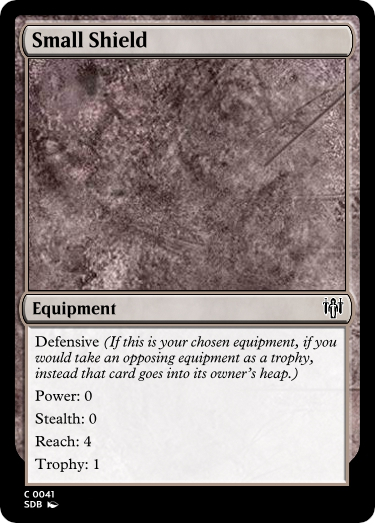 Small Shield
Equipment
Defensive (If this is your chosen equipment, if you
would take an opposing equipment as a trophy,
instead that card goes into its owner's heap.)
Power: 0
Stealth: 0
Reach: 4
Trophy: 1
C 0041
SDB